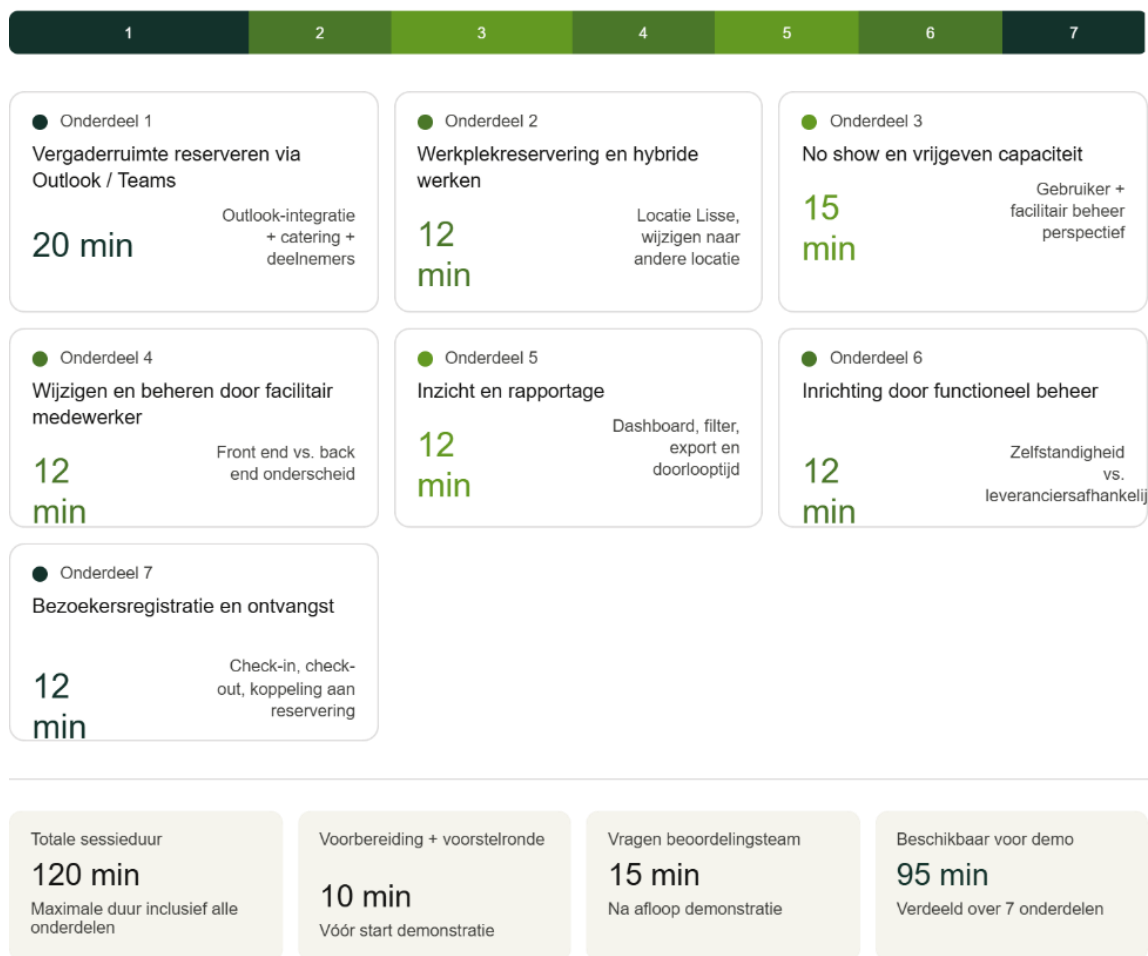 1 2 3 4 5 6 7
Onderdeel 1
Vergaderruimte reserveren via
Outlook / Teams
20 min
Outlook-integratie
+ catering +
deelnemers
Onderdeel 2
Werkplekreservering en hybride
werken
12
min
Locatie Lisse,
wijzigen naar
andere locatie
Onderdeel 3
No show en vrijgeven capaciteit
15
min
Gebruiker +
facilitair beheer
perspectief
Onderdeel 4
Wijzigen en beheren door facilitair
medewerker
12
min
Front end vs. back
end onderscheid
Onderdeel 5
Inzicht en rapportage
12
min
Dashboard, filter,
export en
doorlooptijd
Onderdeel 6
Inrichting door functioneel beheer
12
min
Zelfstandigheid
vs.
leveranciersafhankelij
Onderdeel 7
Bezoekersregistratie en ontvangst
12
min
Check-in, check-
out, koppeling aan
reservering
Totale sessieduur
120 min
Maximale duur inclusief alle
onderdelen
Voorbereiding + voorstelronde
10 min
Vóór start demonstratie
Vragen beoordelingsteam
15 min
Na afloop demonstratie
Beschikbaar voor demo
95 min
Verdeeld over 7 onderdelen